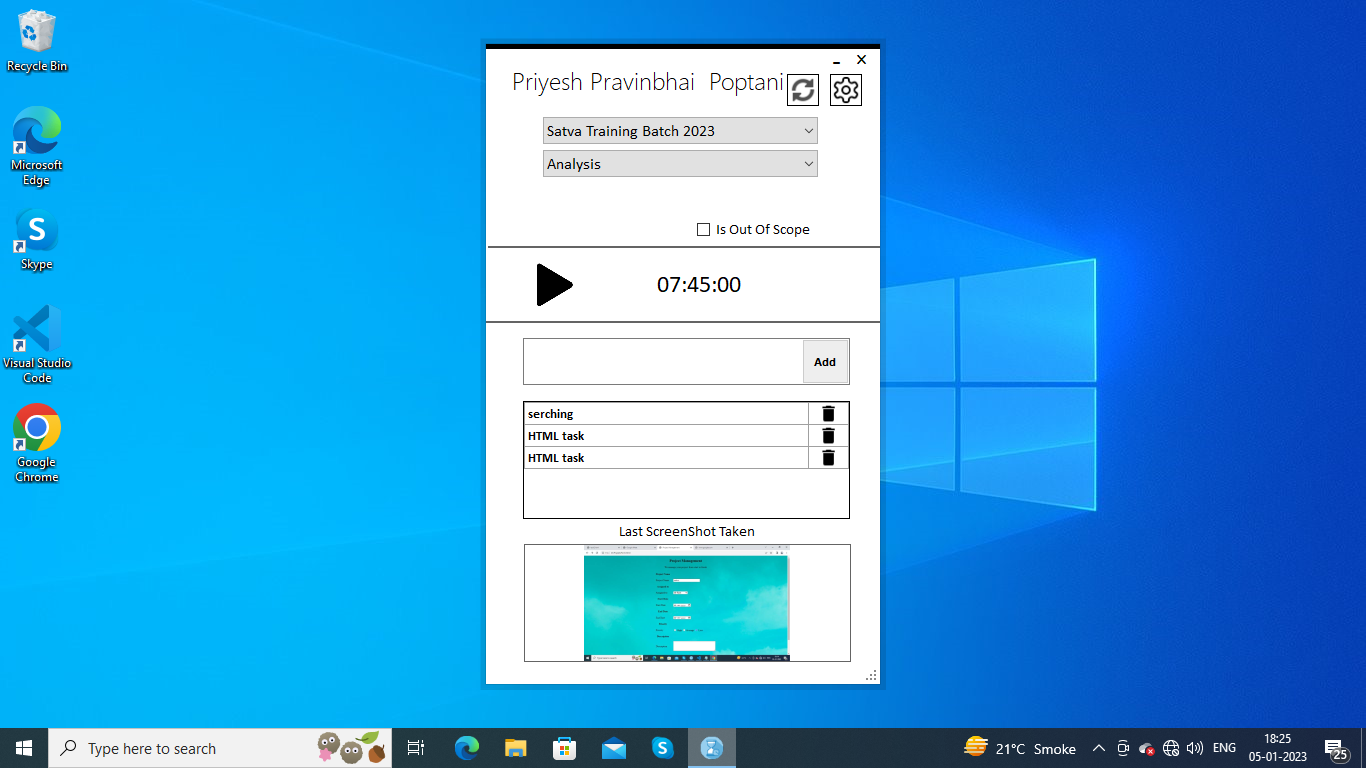 Recycle Bin
Microsoft
Edge
Skype
Visual Studio
Code
Google
Chrome
Priyesh Pravinbhai  Poptani
Satva Training Batch 2023
Analysis
Is Out Of Scope
07:45:00
Add
serching
HTML task
HTML task
Last ScreenShot Taken
Project Management
Type here to search
21°C Smoke
ENG
18:25
05-01-2023
25